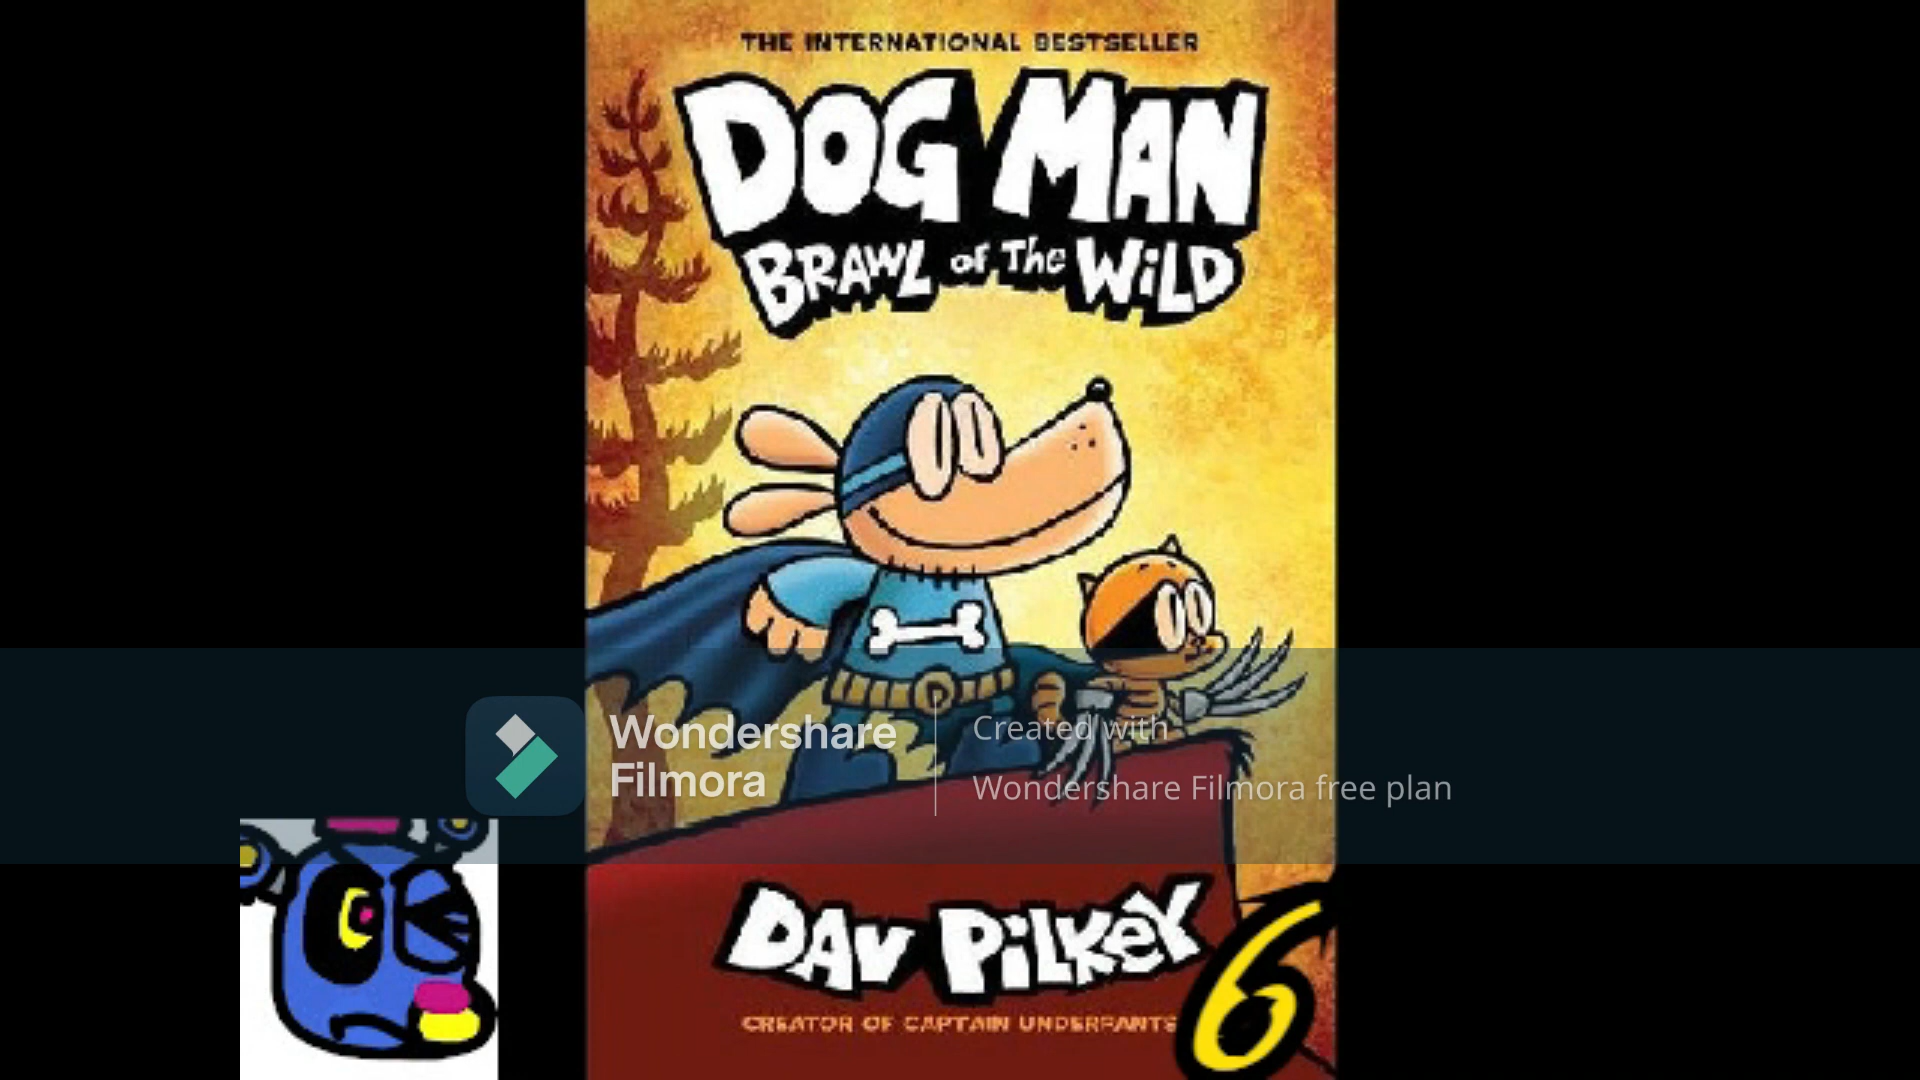 THE INTERNATIONAL BESTSELLER
DOG MAN
BRAWL of The WiLD
Wondershare
Filmora
Created with
Wondershare Filmora free plan
DAV PiLKeY
CREATOR OF CAPTAIN UNDERPANTS
6